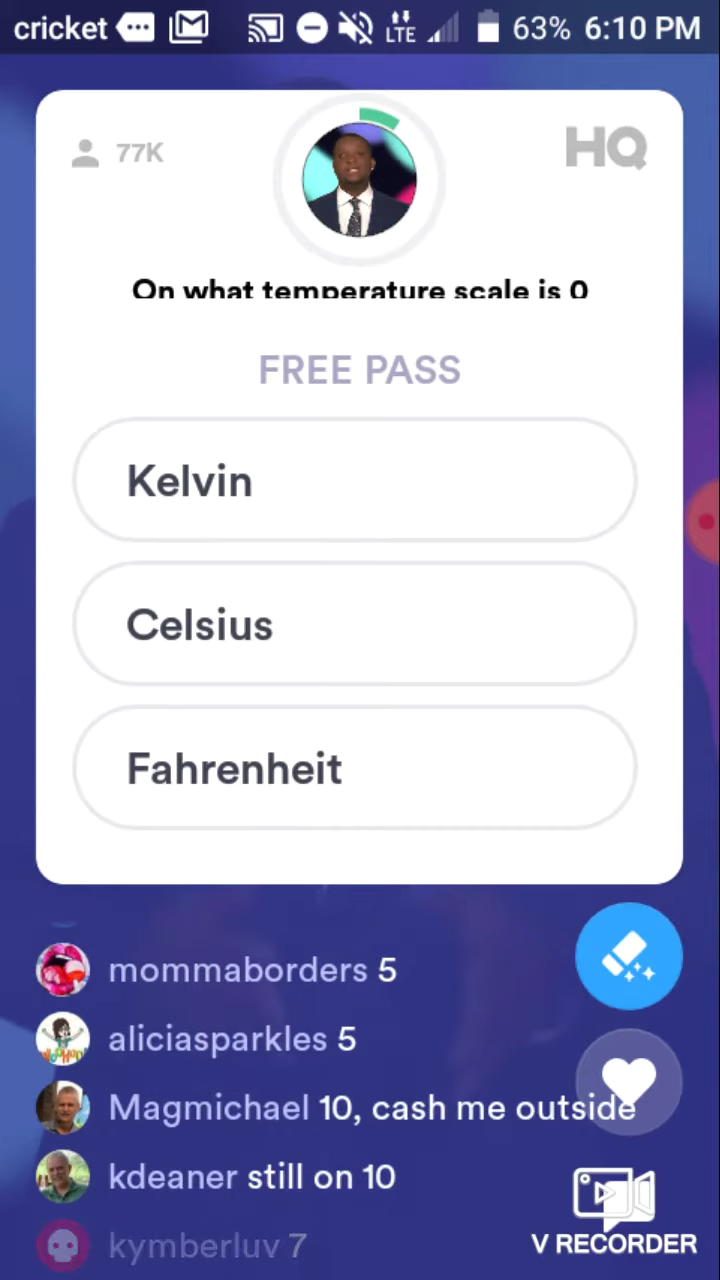 cricket LTE 63% 6:10 PM
77K HQ
On what temperature scale is 0
FREE PASS
Kelvin
Celsius
Fahrenheit
mommaborders 5
aliciasparkles 5
Magmichael 10, cash me outside
kdeaner still on 10
kymberluv 7
V RECORDER